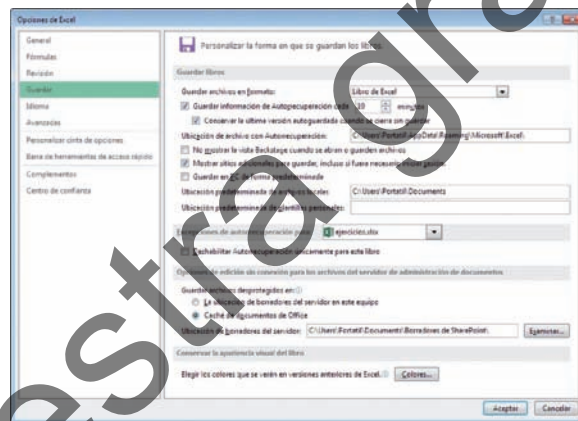 Opciones de Excel
General
Fórmulas
Revisión
Guardar
Idioma
Avanzadas
Personalizar cinta de opciones
Barra de herramientas de acceso rápido
Complementos
Centro de confianza
Personalizar la forma en que se guardan los libros.
Guardar libros
Guardar archivos en formato: Libro de Excel
Guardar información de Autorrecuperación cada 10 minutos
Conservar la última versión autoguardada cuando se cierra sin guardar
Ubicación de archivo con Autorrecuperación: C:\Users\Portatil\AppData\Roaming\Microsoft\Excel\
No mostrar la vista Backstage cuando se abren o guarden archivos
Mostrar sitios adicionales para guardar, incluso si fuera necesario iniciar sesión.
Guardar en PC de forma predeterminada
Ubicación predeterminada de archivos locales: C:\Users\Portatil\Documents
Ubicación predeterminada de plantillas personales:
Excepciones de autorrecuperación para: ejercicios.xlsx
Deshabilitar Autorrecuperación únicamente para este libro
Opciones de edición sin conexión para los archivos del servidor de administración de documentos
Guardar archivos desprotegidos en:
La ubicación de borradores del servidor en este equipo
Caché de documentos de Office
Ubicación de borradores del servidor: C:\Users\Portatil\Documents\Borradores de SharePoint\ Examinar...
Conservar la apariencia visual del libro
Elegir los colores que se verán en versiones anteriores de Excel. Colores...
Aceptar Cancelar
estra gra